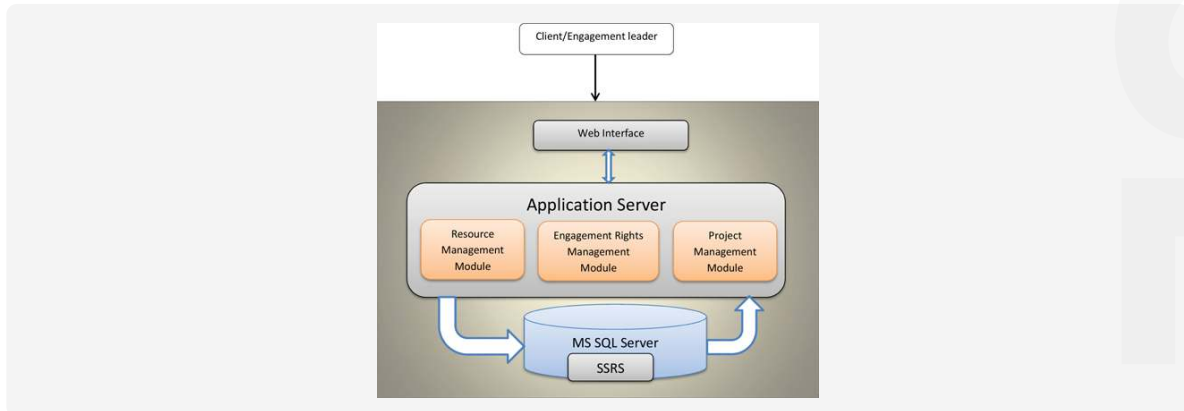 Client/Engagement leader
Web Interface
Application Server
Resource
Management
Module
Engagement Rights
Management
Module
Project
Management
Module
MS SQL Server
SSRS